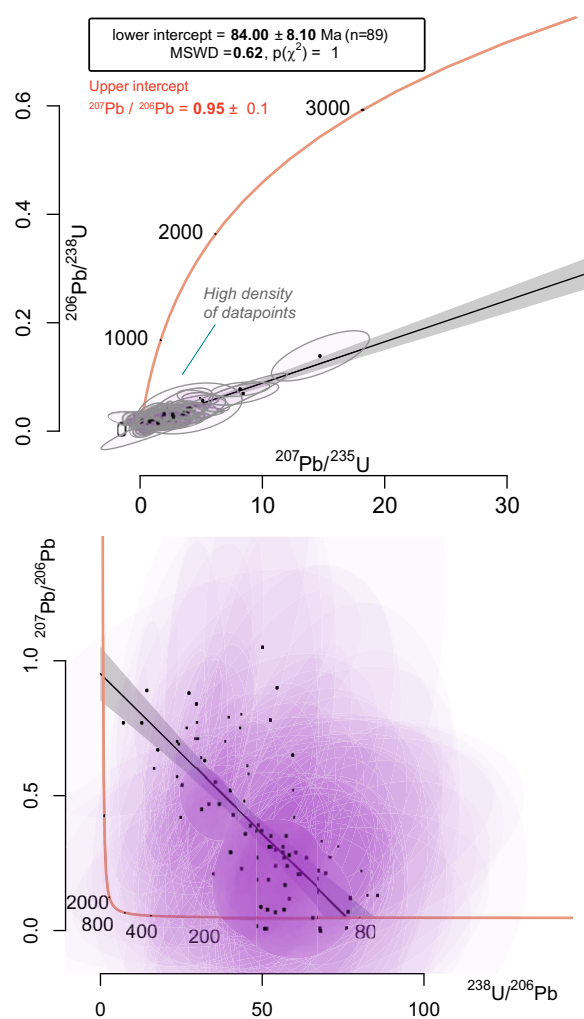 lower intercept = 84.00 ± 8.10 Ma (n=89)
MSWD =0.62, p(χ²) = 1
Upper intercept
²⁰⁷Pb / ²⁰⁶Pb = 0.95 ± 0.1
3000
0.6
0.4
2000
²⁰⁶Pb/²³⁸U
High density
of datapoints
0.2
1000
0.0
²⁰⁷Pb/²³⁵U
0 10 20 30
²⁰⁷Pb/²⁰⁶Pb
1.0
0.5
2000
0.0
800 400 200 80
²³⁸U/²⁰⁶Pb
0 50 100